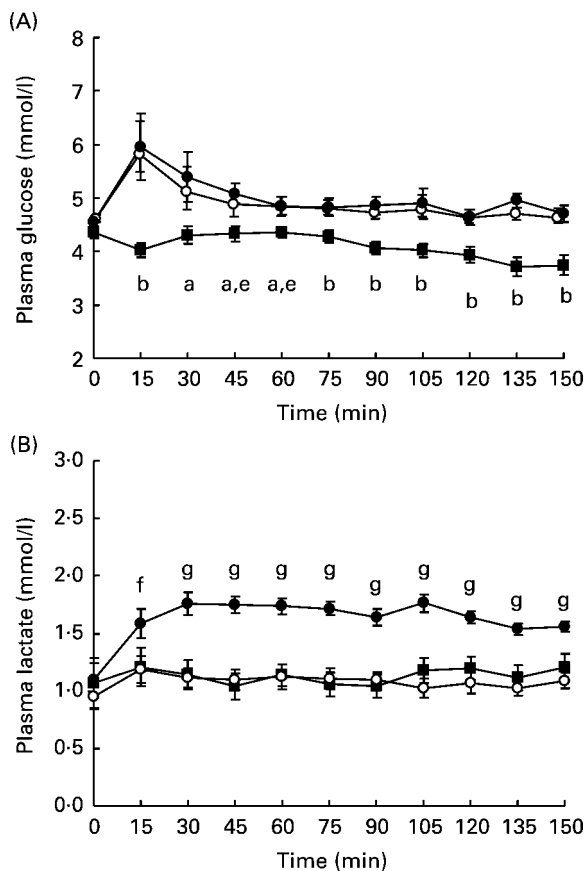 (A)
Plasma glucose (mmol/l)
8
7
6
5
4
3
2
b a a,e a,e b b b b b b
0 15 30 45 60 75 90 105 120 135 150
Time (min)
(B)
Plasma lactate (mmol/l)
3·0
2·5
2·0
1·5
1·0
0·5
0·0
f g g g g g g g g g
0 15 30 45 60 75 90 105 120 135 150
Time (min)